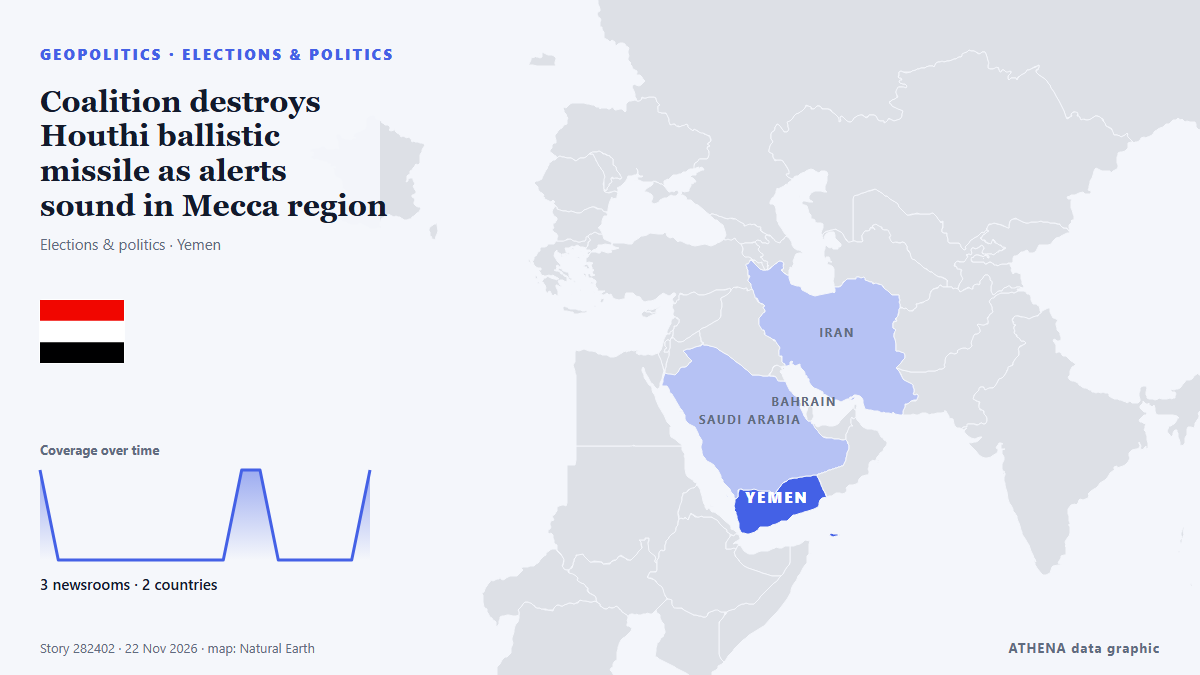 GEOPOLITICS · ELECTIONS & POLITICS
Coalition destroys
Houthi ballistic
missile as alerts
sound in Mecca region
Elections & politics · Yemen
Coverage over time
3 newsrooms · 2 countries
Story 282402 · 22 Nov 2026 · map: Natural Earth
IRAN
BAHRAIN
SAUDI ARABIA
YEMEN
ATHENA data graphic